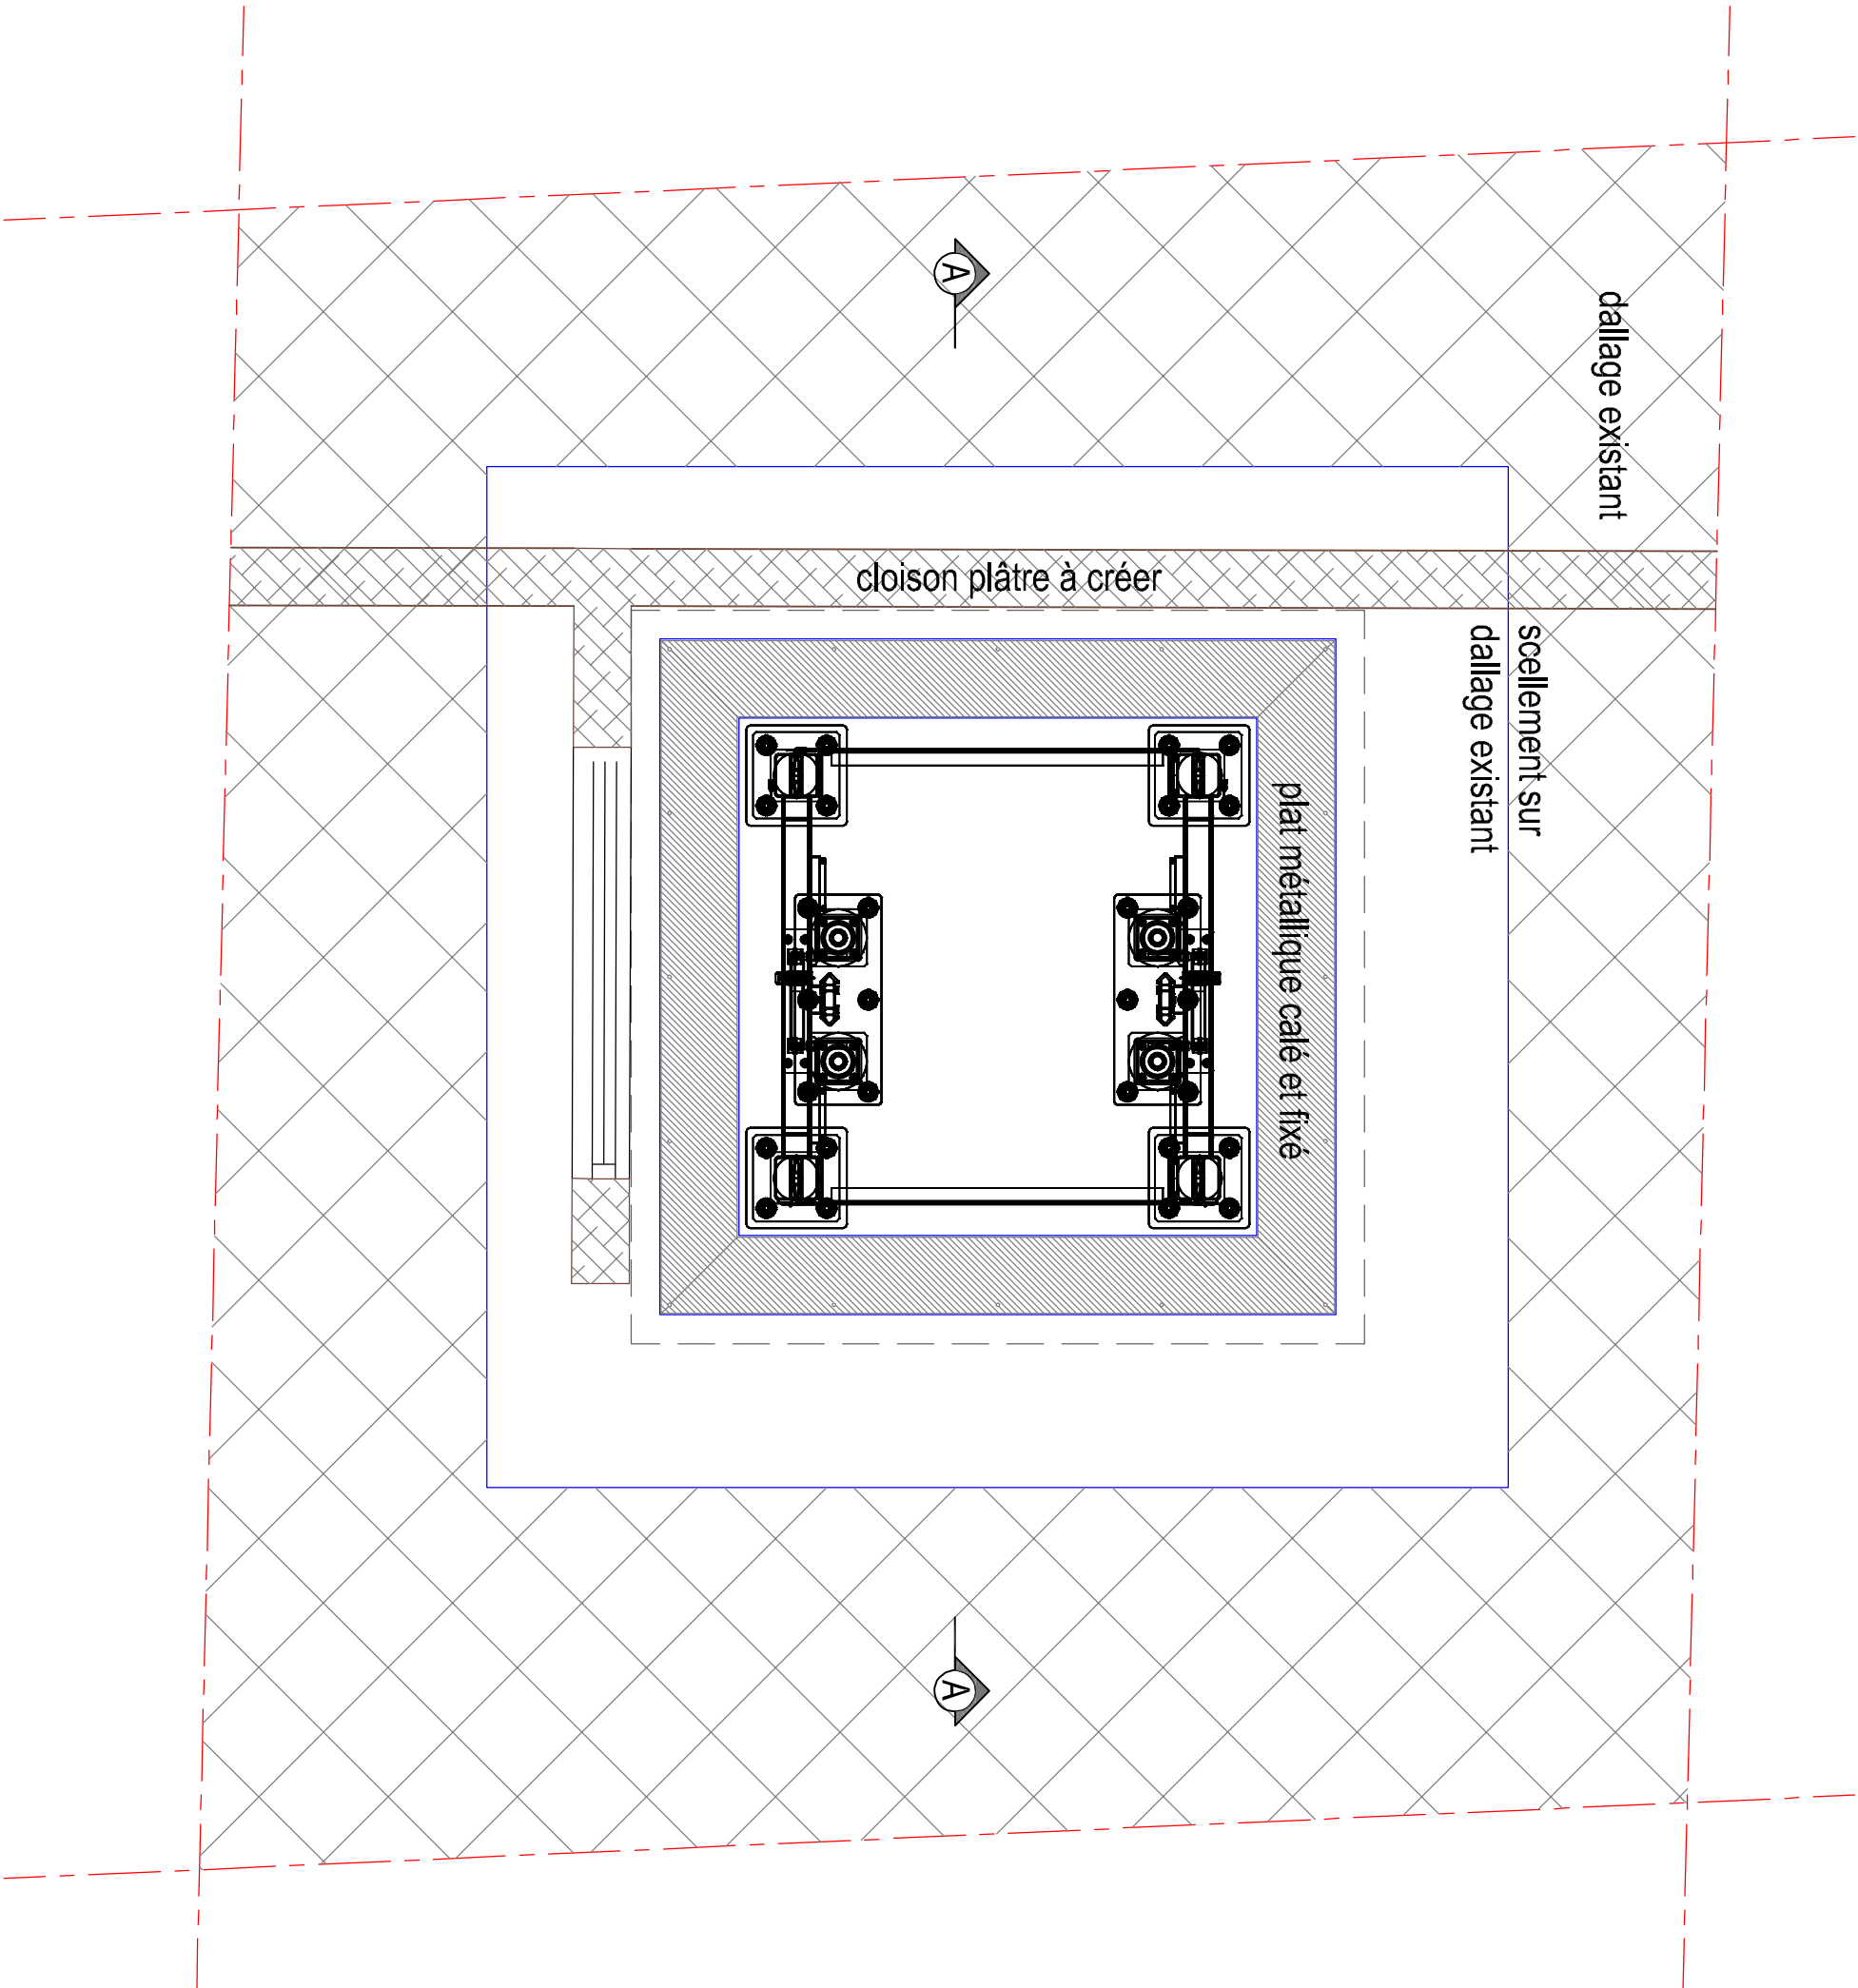 A
dallage existant
cloison plâtre à créer
scellement sur
dallage existant
plat métallique calé et fixé
A